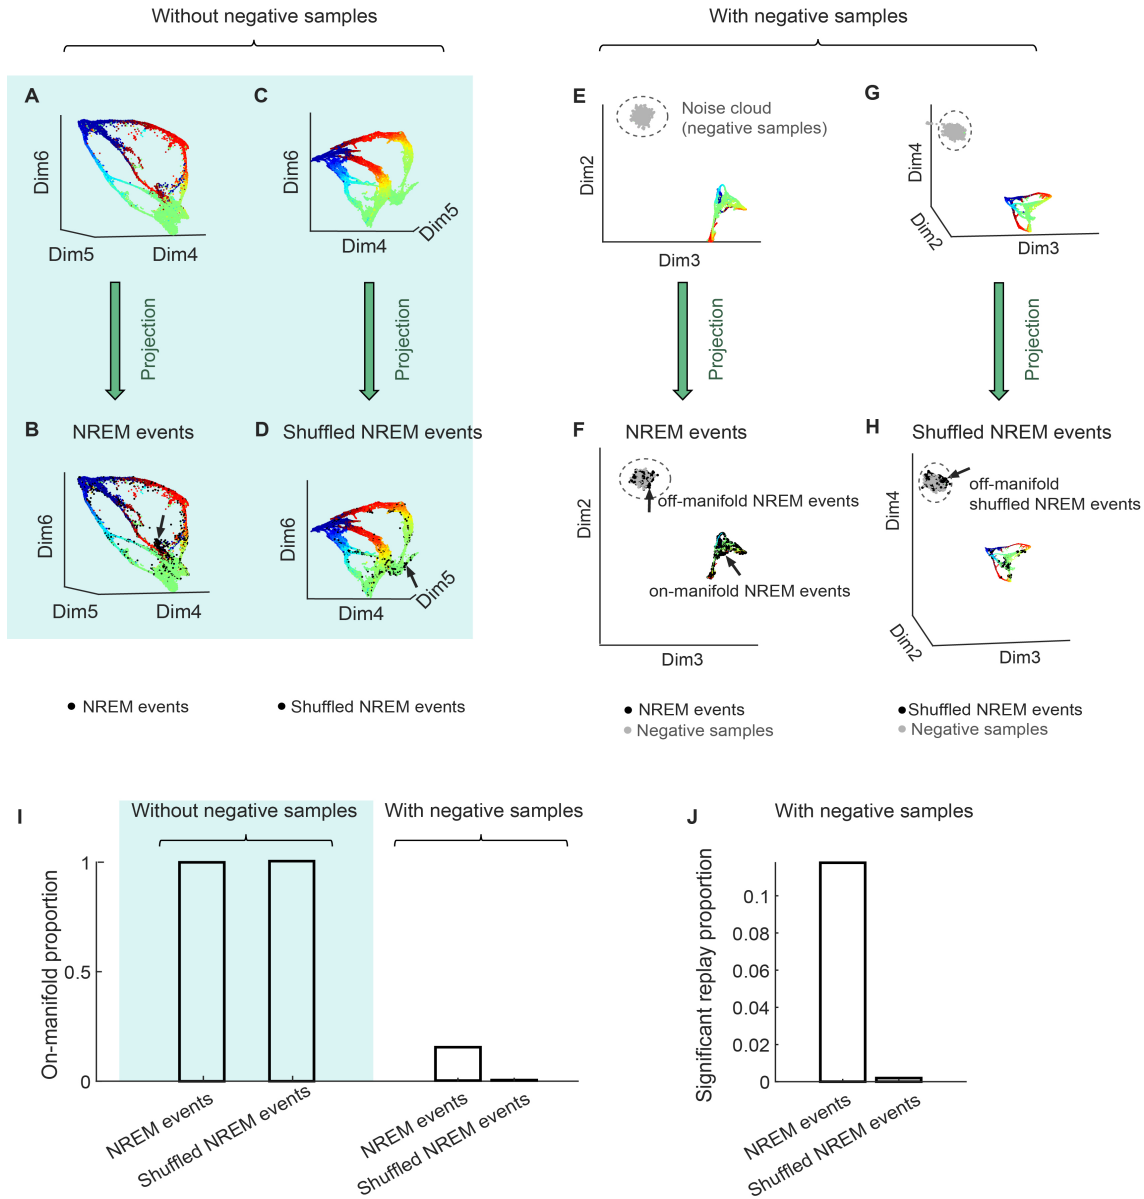 Without negative samples
With negative samples
A
Dim6
Dim5
Dim4
C
Dim6
Dim4
Dim5
E
Noise cloud
(negative samples)
Dim2
Dim3
G
Dim4
Dim2
Dim3
Projection
Projection
Projection
Projection
B
NREM events
Dim6
Dim5
Dim4
D
Shuffled NREM events
Dim6
Dim4
Dim5
F
NREM events
off-manifold NREM events
on-manifold NREM events
Dim2
Dim3
H
Shuffled NREM events
off-manifold
shuffled NREM events
Dim4
Dim2
Dim3
NREM events
Shuffled NREM events
NREM events
Negative samples
Shuffled NREM events
Negative samples
I
Without negative samples
With negative samples
On-manifold proportion
1
0.5
0
NREM events
Shuffled NREM events
NREM events
Shuffled NREM events
J
With negative samples
Significant replay proportion
0.1
0.08
0.06
0.04
0.02
0
NREM events
Shuffled NREM events